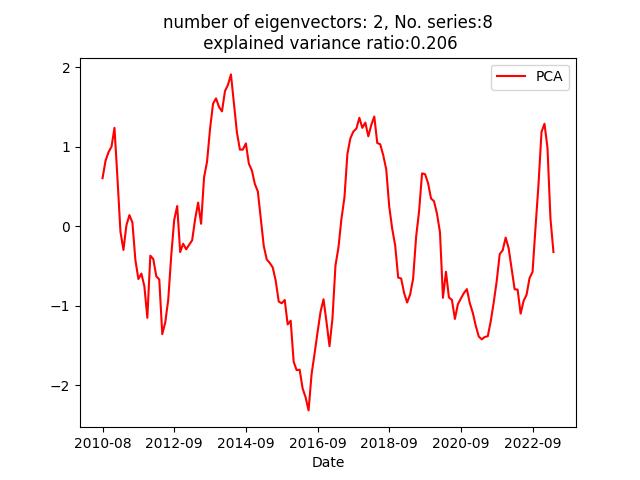 number of eigenvectors: 2, No. series:8
explained variance ratio:0.206
PCA
2
1
0
−1
−2
2010-08 2012-09 2014-09 2016-09 2018-09 2020-09 2022-09
Date